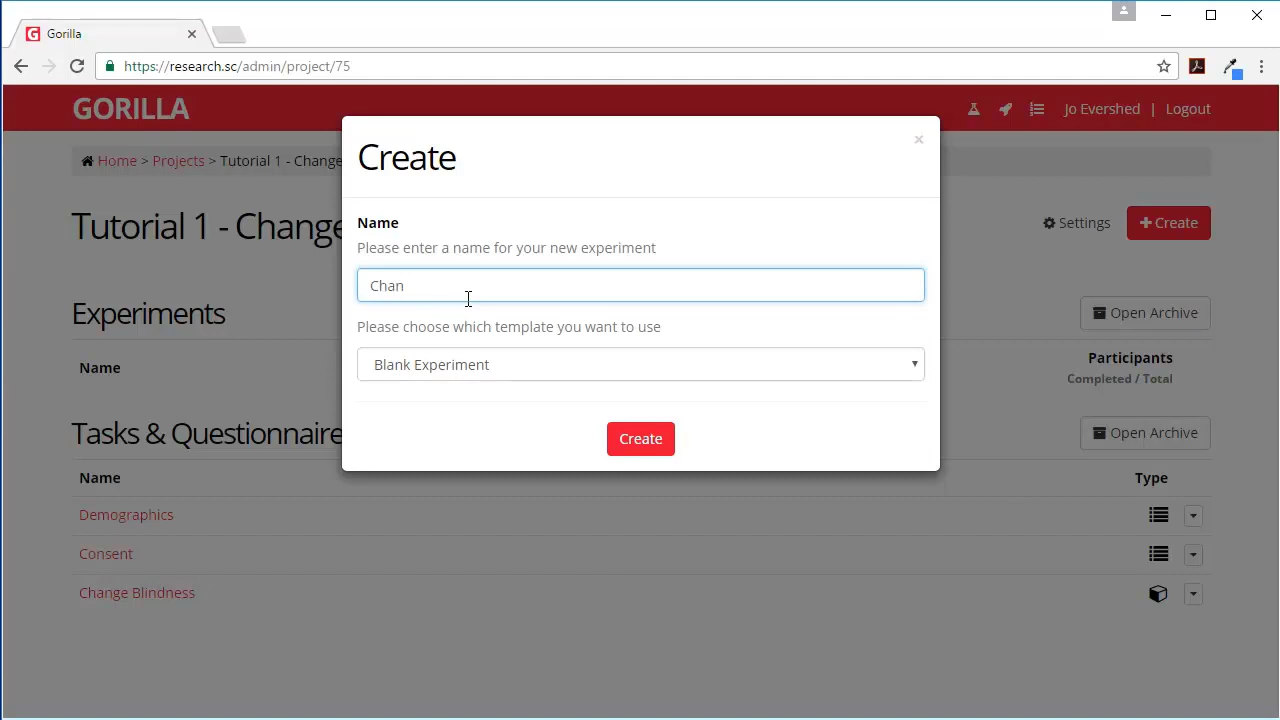 Gorilla
https://research.sc/admin/project/75
GORILLA
Jo Evershed | Logout
Home > Projects > Tutorial 1 - Change
Tutorial 1 - Change
Settings
Create
Create
×
Name
Please enter a name for your new experiment
Chan
Please choose which template you want to use
Blank Experiment
Create
Experiments
Open Archive
Name
Participants
Completed / Total
Tasks & Questionnaire
Open Archive
Name
Type
Demographics
Consent
Change Blindness